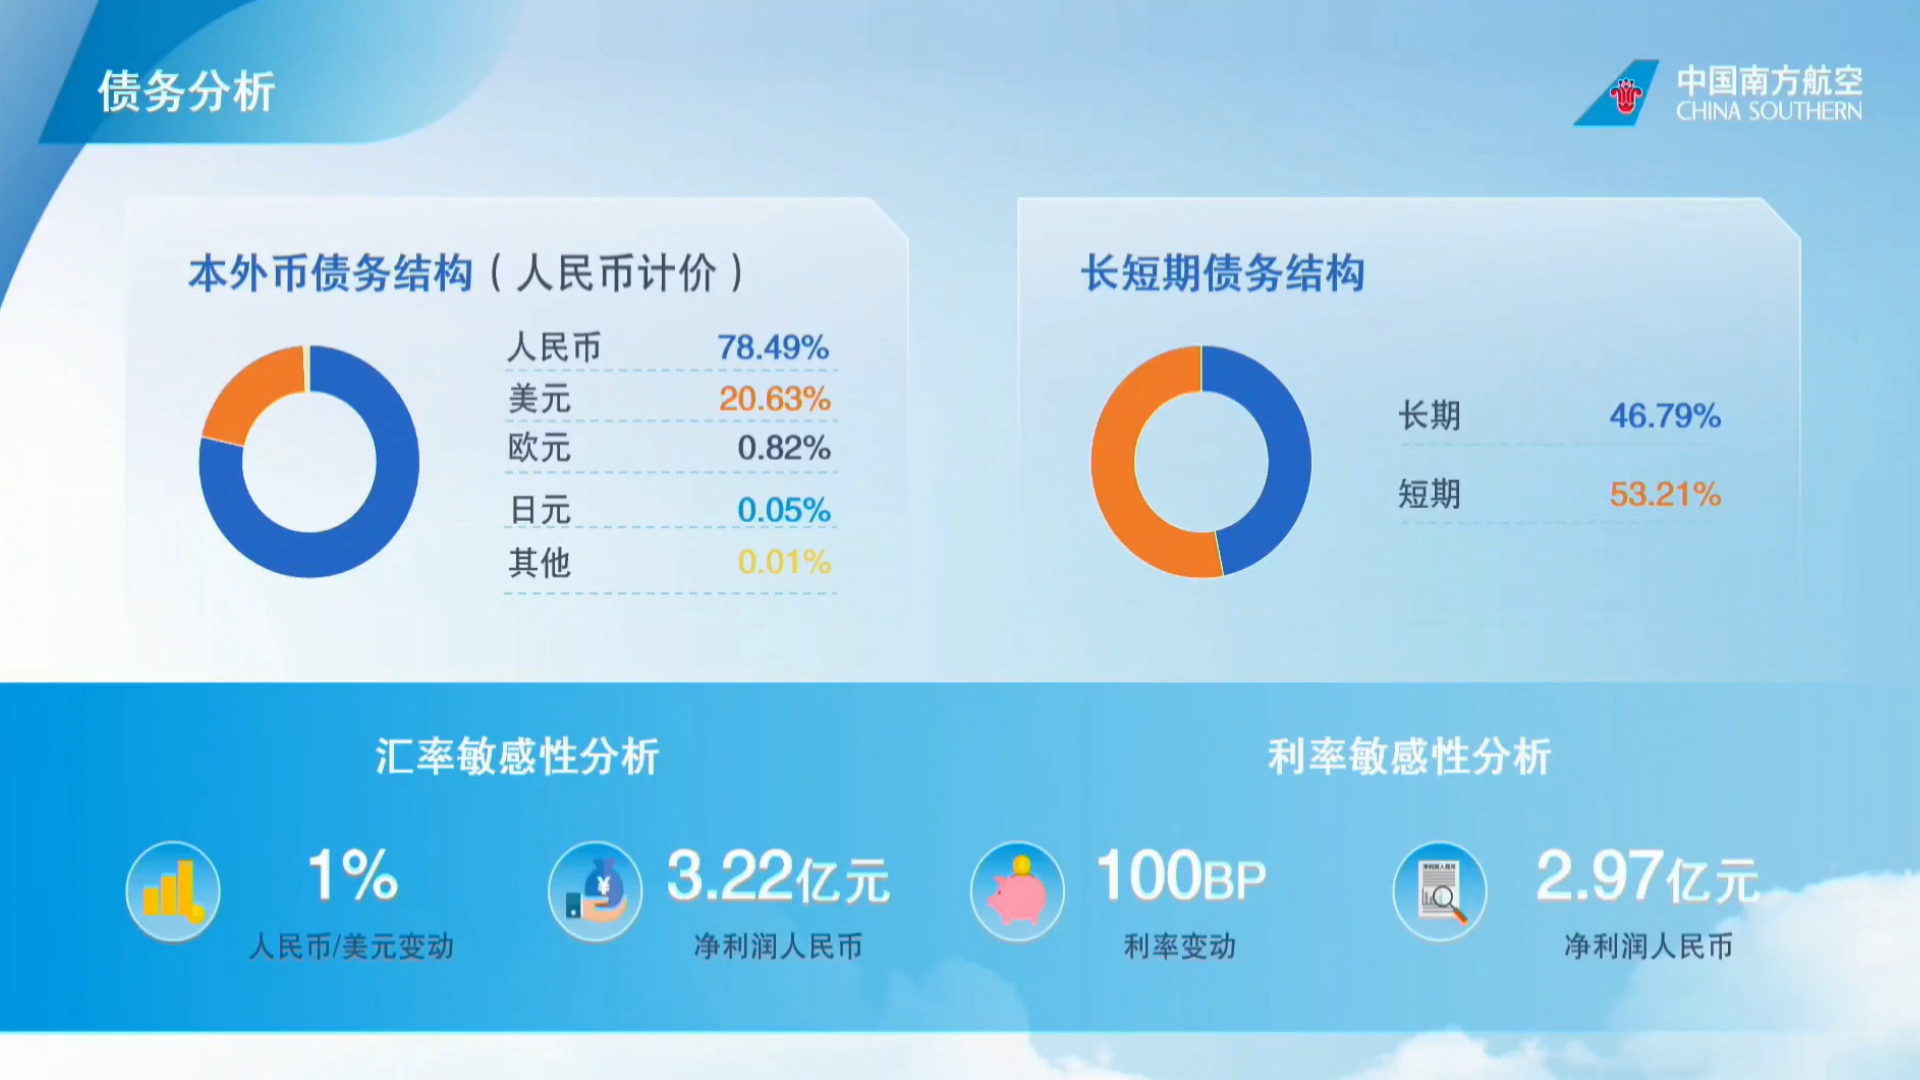 债务分析
中国南方航空
CHINA SOUTHERN
本外币债务结构（人民币计价）
人民币 78.49%
美元 20.63%
欧元 0.82%
日元 0.05%
其他 0.01%
长短期债务结构
长期 46.79%
短期 53.21%
汇率敏感性分析
1%
人民币/美元变动
¥
3.22亿元
净利润人民币
利率敏感性分析
100BP
利率变动
2.97亿元
净利润人民币